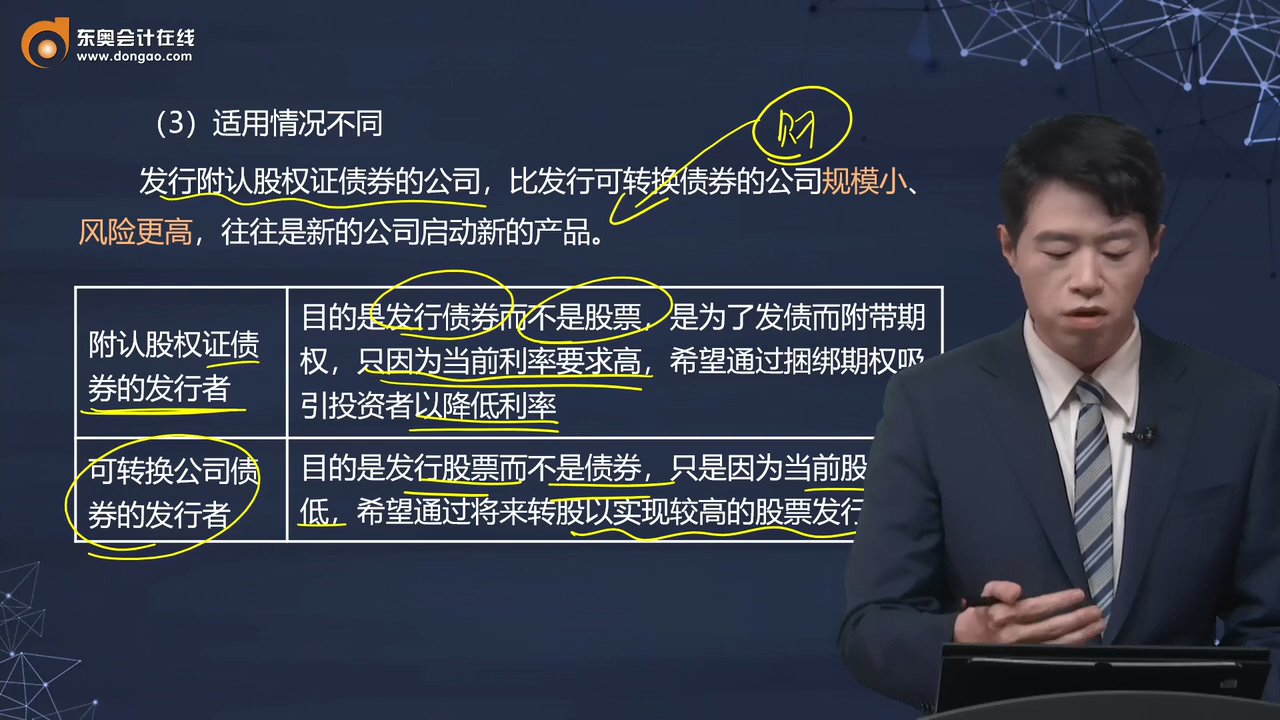 东奥会计在线
www.dongao.com
（3）适用情况不同
财
发行附认股权证债券的公司，比发行可转换债券的公司规模小、
风险更高，往往是新的公司启动新的产品。
附认股权证债
券的发行者
目的是发行债券而不是股票，是为了发债而附带期
权，只因为当前利率要求高，希望通过捆绑期权吸
引投资者以降低利率
可转换公司债
券的发行者
目的是发行股票而不是债券，只是因为当前股
低，希望通过将来转股以实现较高的股票发行